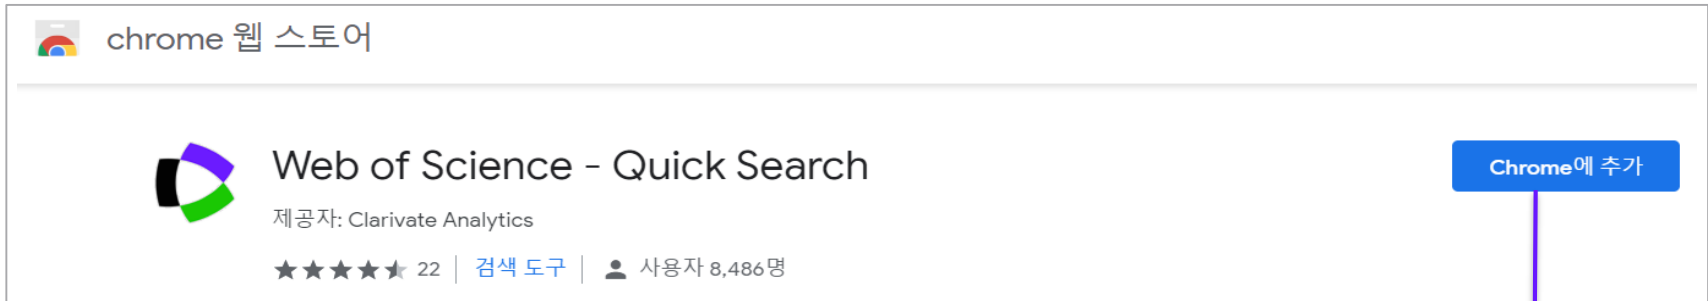 chrome 웹 스토어
Web of Science - Quick Search
Chrome에 추가
제공자: Clarivate Analytics
22 | 검색 도구 | 사용자 8,486명